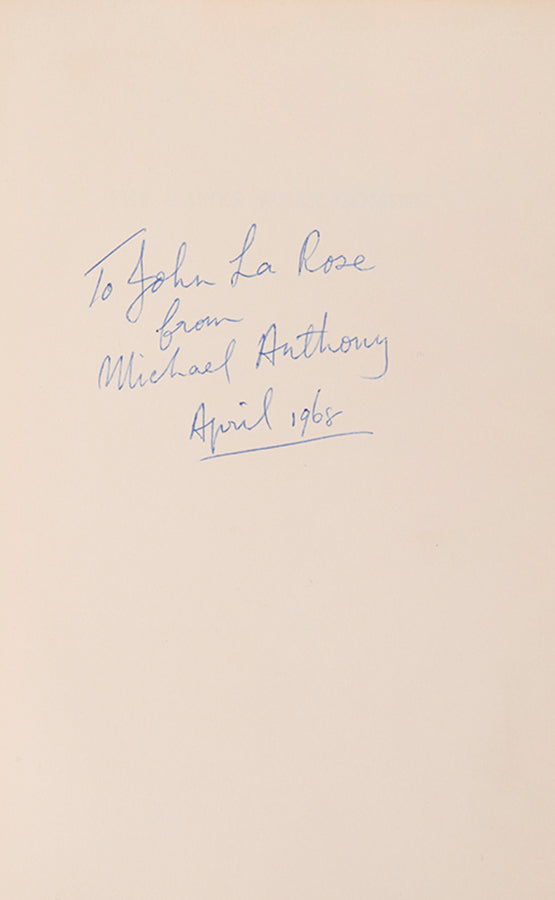 To John La Rose
from
Michael Anthony
April 1968